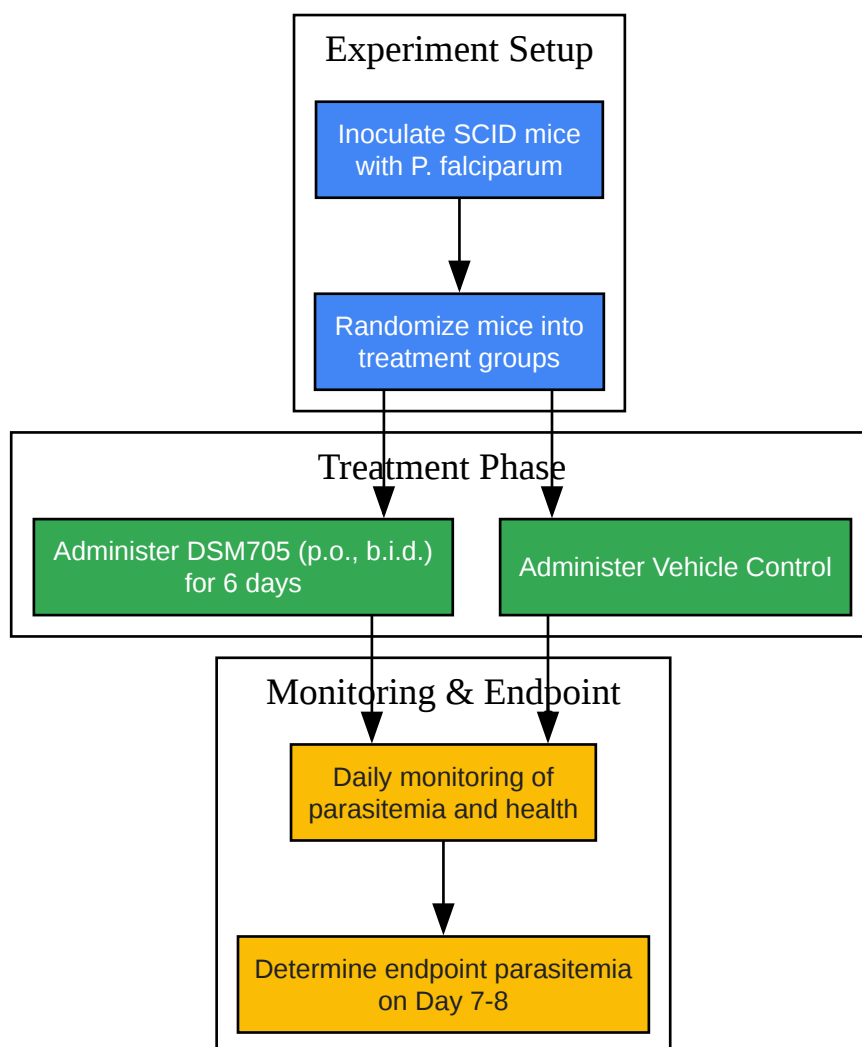 Experiment Setup
Inoculate SCID mice
with P. falciparum
Randomize mice into
treatment groups
Treatment Phase
Administer DSM705 (p.o., b.i.d.)
for 6 days
Administer Vehicle Control
Monitoring & Endpoint
Daily monitoring of
parasitemia and health
Determine endpoint parasitemia
on Day 7-8